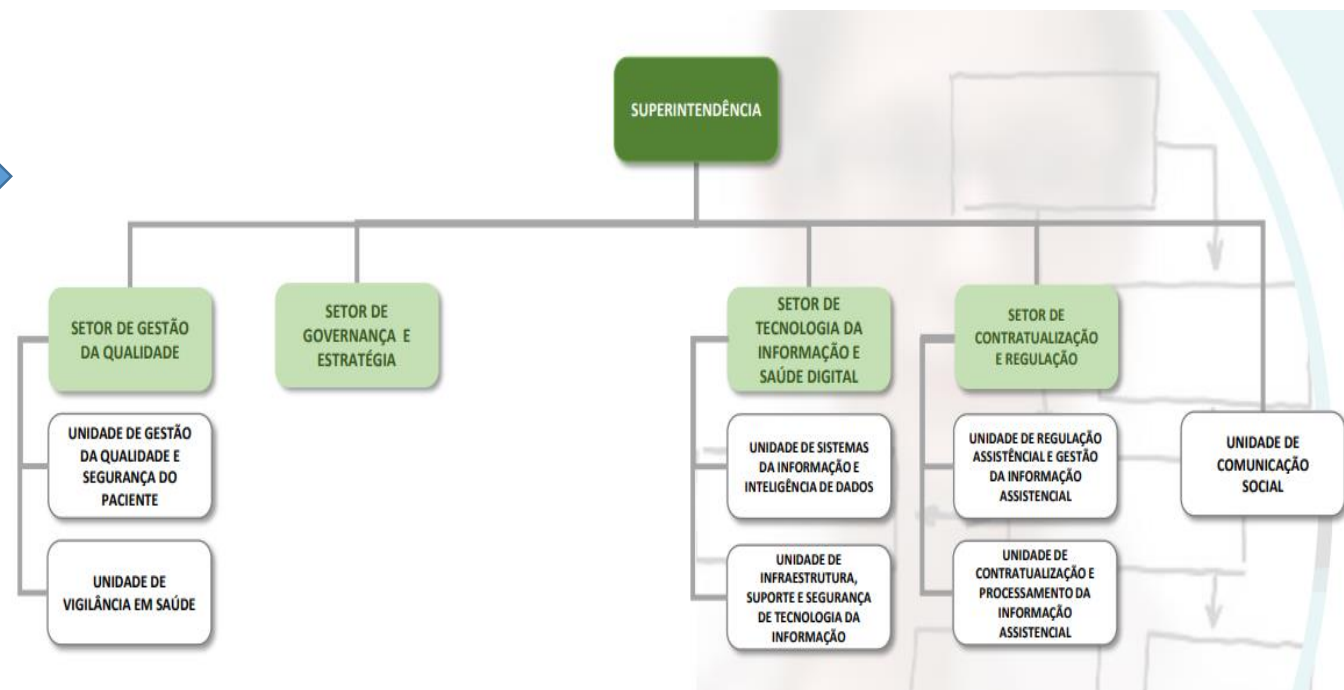 SUPERINTENDÊNCIA
SETOR DE GESTÃO
DA QUALIDADE
UNIDADE DE GESTÃO
DA QUALIDADE E
SEGURANÇA DO
PACIENTE
UNIDADE DE
VIGILÂNCIA EM SAÚDE
SETOR DE
GOVERNANÇA E
ESTRATÉGIA
SETOR DE
TECNOLOGIA DA
INFORMAÇÃO E
SAÚDE DIGITAL
UNIDADE DE SISTEMAS
DA INFORMAÇÃO E
INTELIGÊNCIA DE DADOS
UNIDADE DE
INFRAESTRUTURA,
SUPORTE E SEGURANÇA
DE TECNOLOGIA DA
INFORMAÇÃO
SETOR DE
CONTRATUALIZAÇÃO
E REGULAÇÃO
UNIDADE DE REGULAÇÃO
ASSISTÊNCIAL E GESTÃO
DA INFORMAÇÃO
ASSISTENCIAL
UNIDADE DE
CONTRATUALIZAÇÃO E
PROCESSAMENTO DA
INFORMAÇÃO
ASSISTENCIAL
UNIDADE DE
COMUNICAÇÃO
SOCIAL